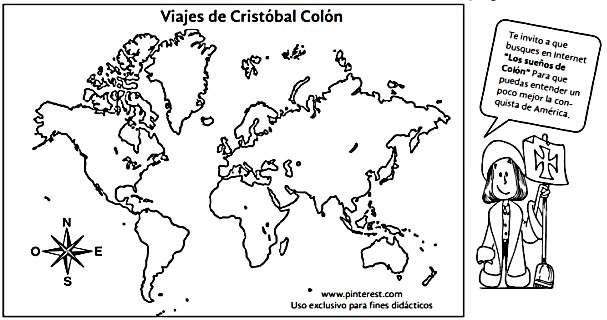 Viajes de Cristóbal Colón
Te invito a que
busques en Internet
"Los sueños de
Colón" Para que
puedas entender un
poco mejor la con-
quista de América.
N
O
E
S
www.pinterest.com
Uso exclusivo para fines didácticos